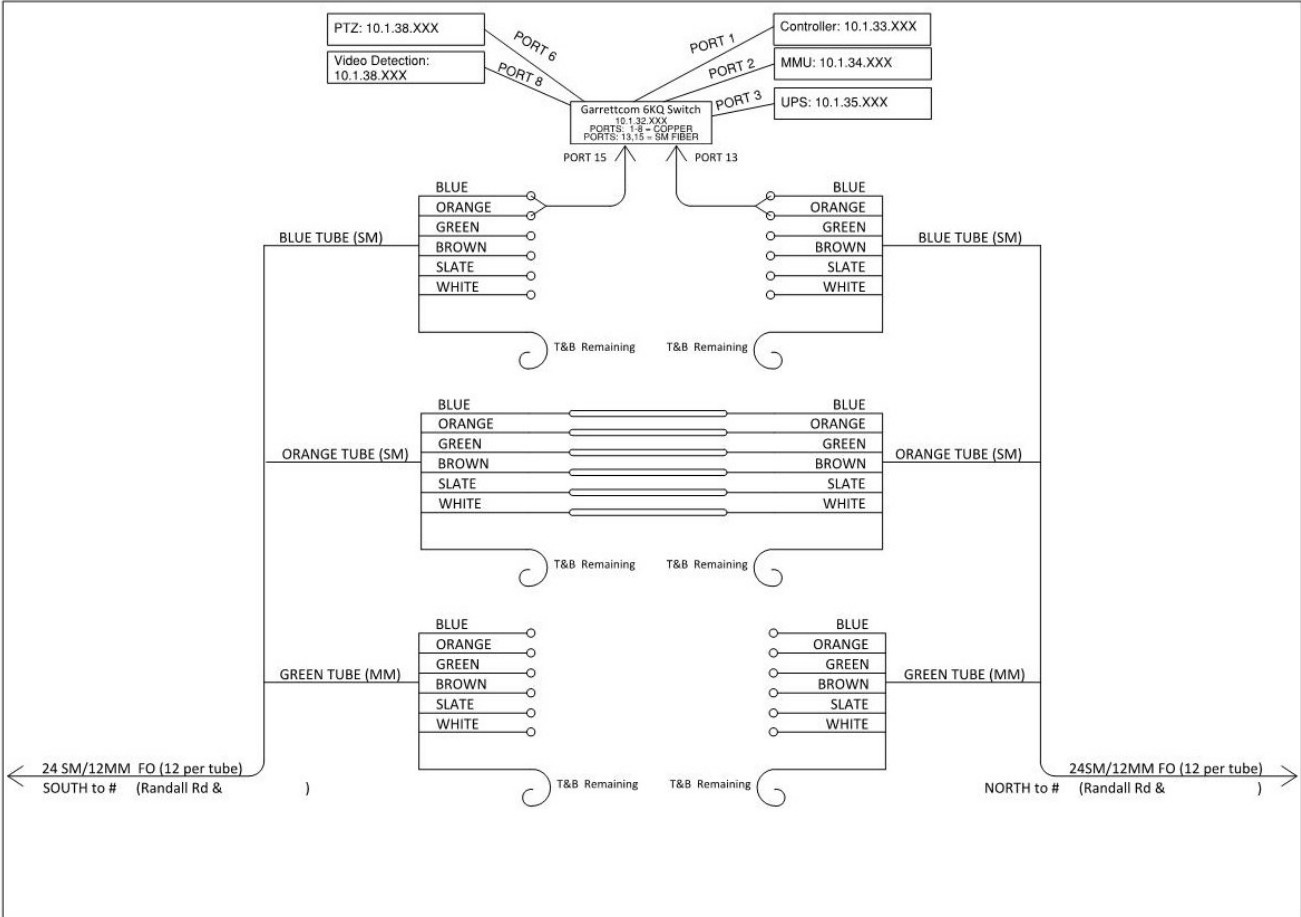 PTZ: 10.1.38.XXX
Video Detection:
10.1.38.XXX
PORT 6
PORT 8
PORT 1
PORT 2
PORT 3
Controller: 10.1.33.XXX
MMU: 10.1.34.XXX
UPS: 10.1.35.XXX
Garrettcom 6KQ Switch
10.1.32.XXX
PORTS: 1-8 = COPPER
PORTS: 13,15 = SM FIBER
PORT 15
PORT 13
BLUE TUBE (SM)
BLUE
ORANGE
GREEN
BROWN
SLATE
WHITE
T&B Remaining
BLUE
ORANGE
GREEN
BROWN
SLATE
WHITE
T&B Remaining
BLUE TUBE (SM)
ORANGE TUBE (SM)
BLUE
ORANGE
GREEN
BROWN
SLATE
WHITE
T&B Remaining
BLUE
ORANGE
GREEN
BROWN
SLATE
WHITE
T&B Remaining
ORANGE TUBE (SM)
GREEN TUBE (MM)
BLUE
ORANGE
GREEN
BROWN
SLATE
WHITE
T&B Remaining
BLUE
ORANGE
GREEN
BROWN
SLATE
WHITE
T&B Remaining
GREEN TUBE (MM)
24 SM/12MM FO (12 per tube)
SOUTH to # (Randall Rd & )
24SM/12MM FO (12 per tube)
NORTH to # (Randall Rd & )